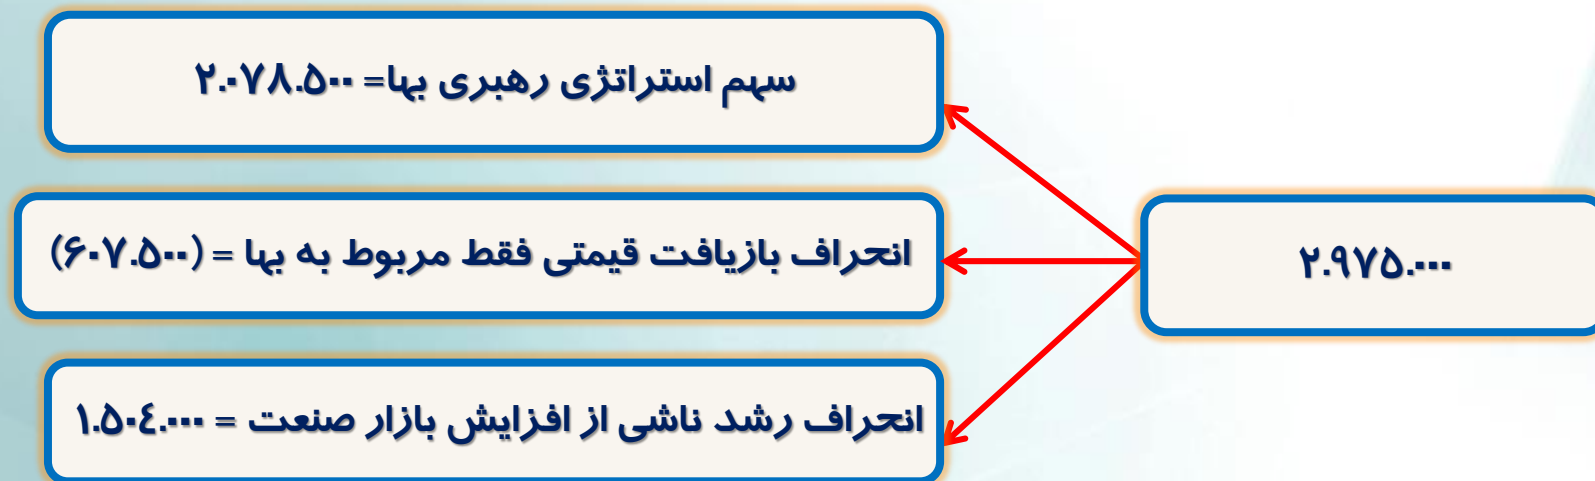 ۲.۹۷۵.۰۰۰
سهم استراتژی رهبری بها= ۲.۰۷۸.۵۰۰
انحراف بازیافت قیمتی فقط مربوط به بها = (۶۰۷.۵۰۰)
انحراف رشد ناشی از افزایش بازار صنعت = ۱.۵۰٤.۰۰۰